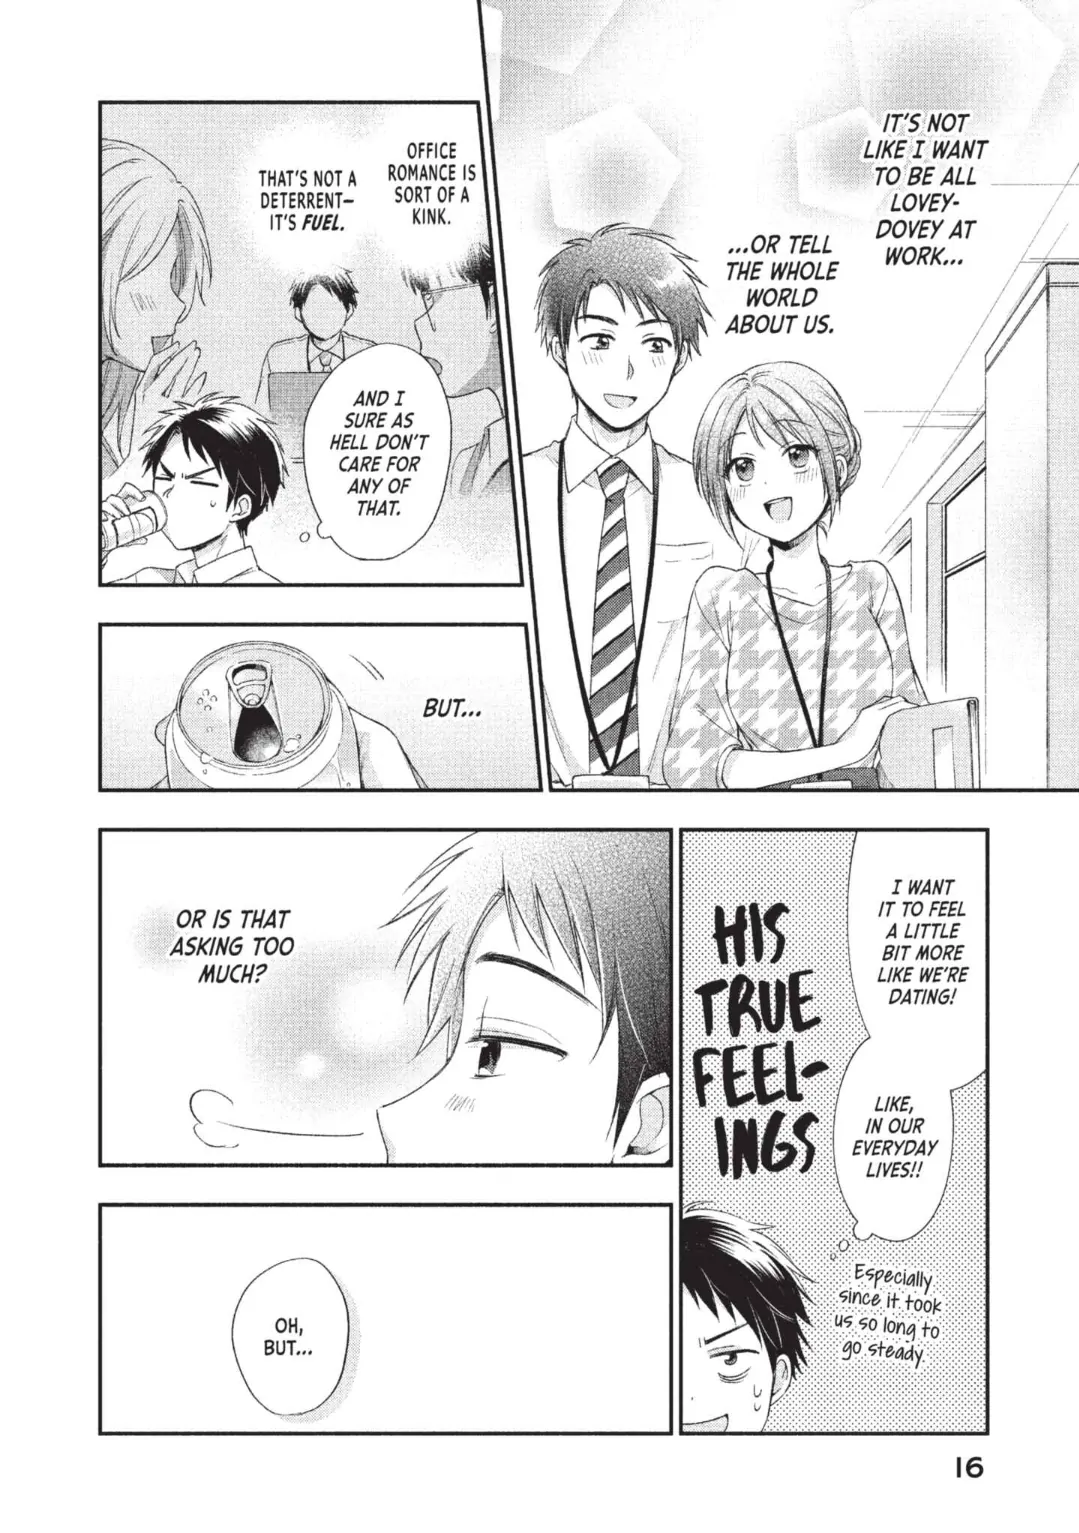 IT'S NOT
LIKE I WANT
TO BE ALL
LOVEY-
DOVEY AT
WORK...
...OR TELL
THE WHOLE
WORLD
ABOUT US.
OFFICE
ROMANCE IS
SORT OF A
KINK.
THAT'S NOT A
DETERRENT—
IT'S FUEL.
AND I
SURE AS
HELL DON'T
CARE FOR
ANY OF
THAT.
BUT...
I WANT
IT TO FEEL
A LITTLE
BIT MORE
LIKE WE'RE
DATING!
LIKE,
IN OUR
EVERYDAY
LIVES!!
HIS
TRUE
FEEL-
INGS
Especially
since it took
us so long to
go steady.
OR IS THAT
ASKING TOO
MUCH?
OH,
BUT...
16